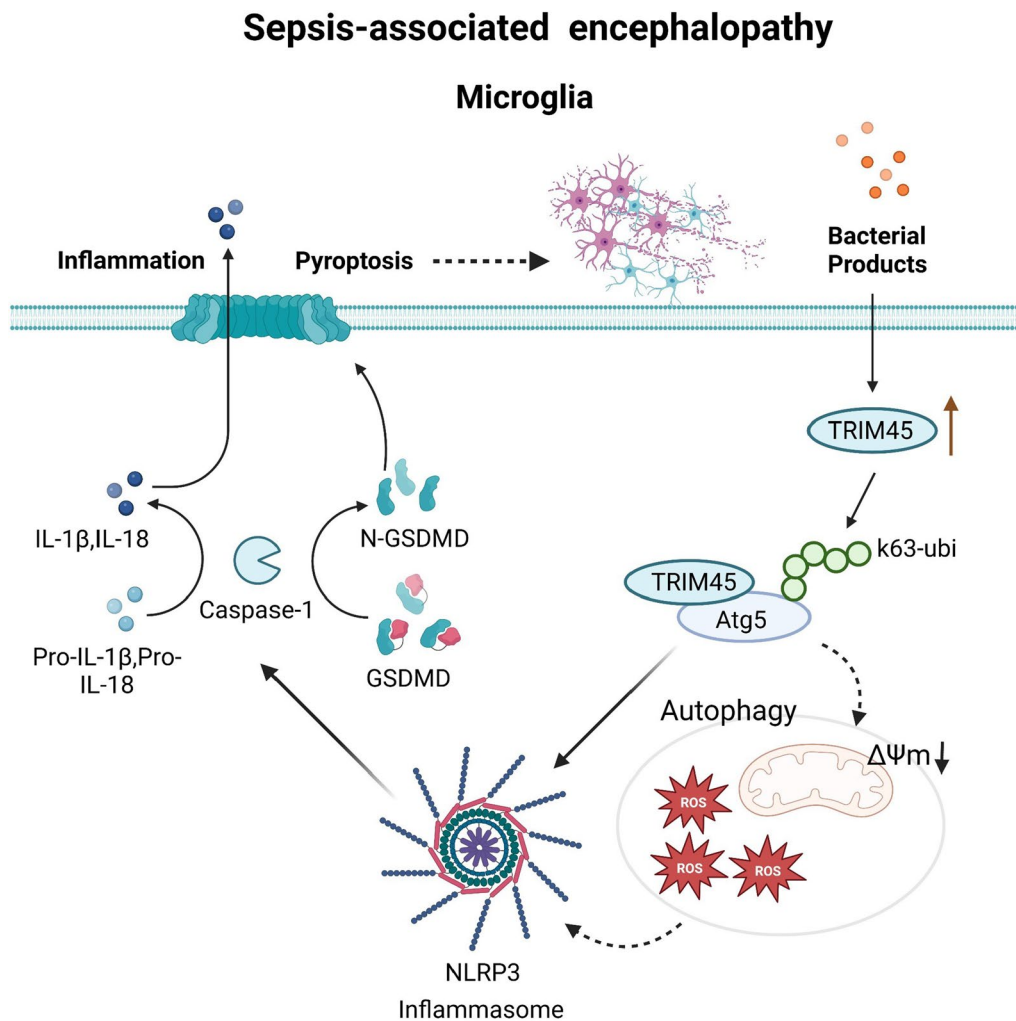 Sepsis-associated encephalopathy
Microglia
Inflammation
Pyroptosis
Bacterial
Products
TRIM45
k63-ubi
TRIM45
Atg5
IL-1β,IL-18
N-GSDMD
Caspase-1
Pro-IL-1β,Pro-
IL-18
GSDMD
Autophagy
ΔΨm
ROS
ROS
ROS
NLRP3
Inflammasome